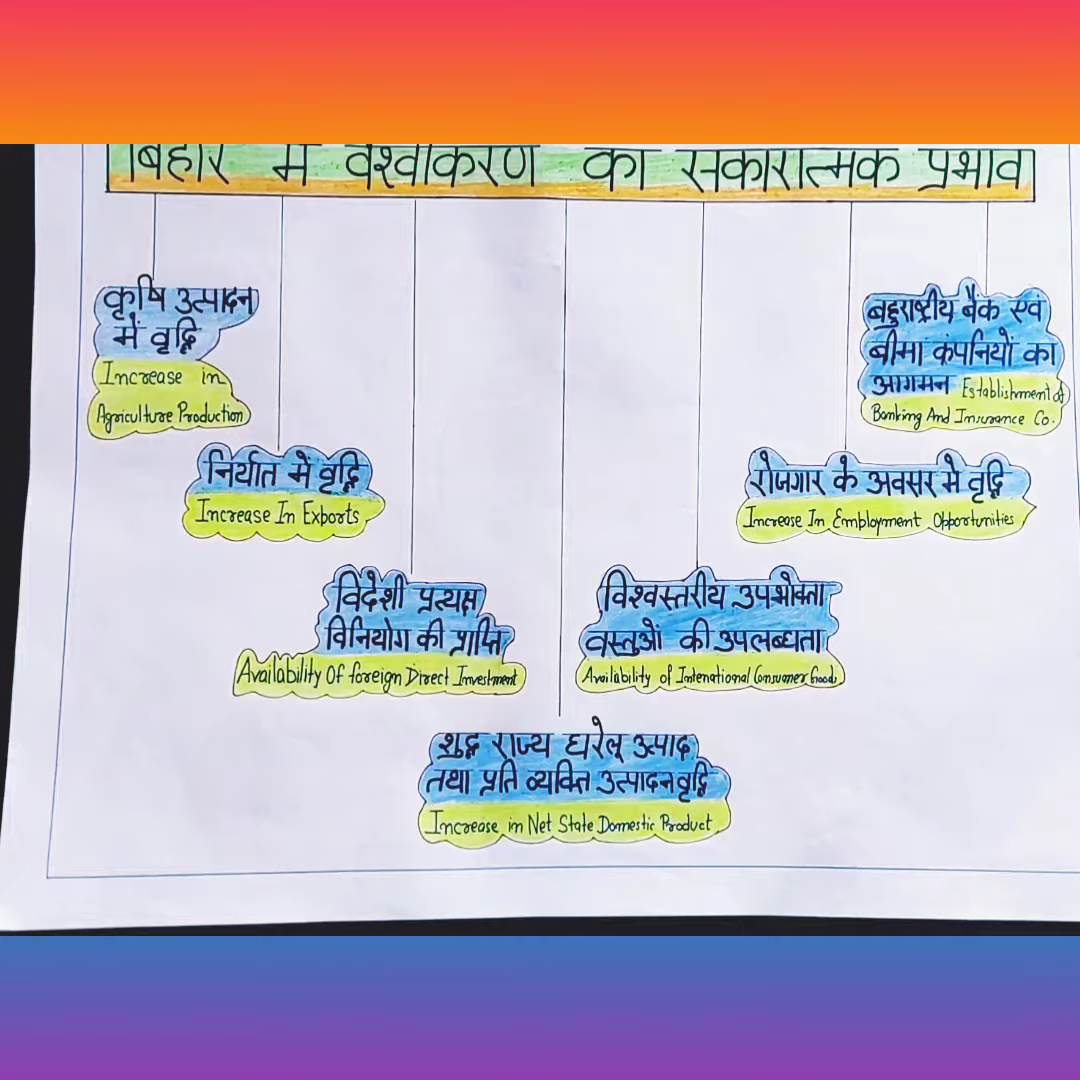 बिहार में वैश्वीकरण का सकारात्मक प्रभाव
कृषि उत्पादन
में वृद्धि
Increase in
Agriculture Production
निर्यात में वृद्धि
Increase In Exports
विदेशी प्रत्यक्ष
विनियोग की प्राप्ति
Availability Of foreign Direct Investment
शुद्ध राज्य घरेलू उत्पाद
तथा प्रति व्यक्ति उत्पादन वृद्धि
Increase in Net State Domestic Product
विश्वस्तरीय उपभोक्ता
वस्तुओं की उपलब्धता
Availibility of Intenational Consumer Goods
रोजगार के अवसर मे वृद्धि
Increase In Employment Opportunities
बहुराष्ट्रीय बैंक एवं
बीमा कंपनियों का
आगमन Establishment of
Banking And Insurance Co.